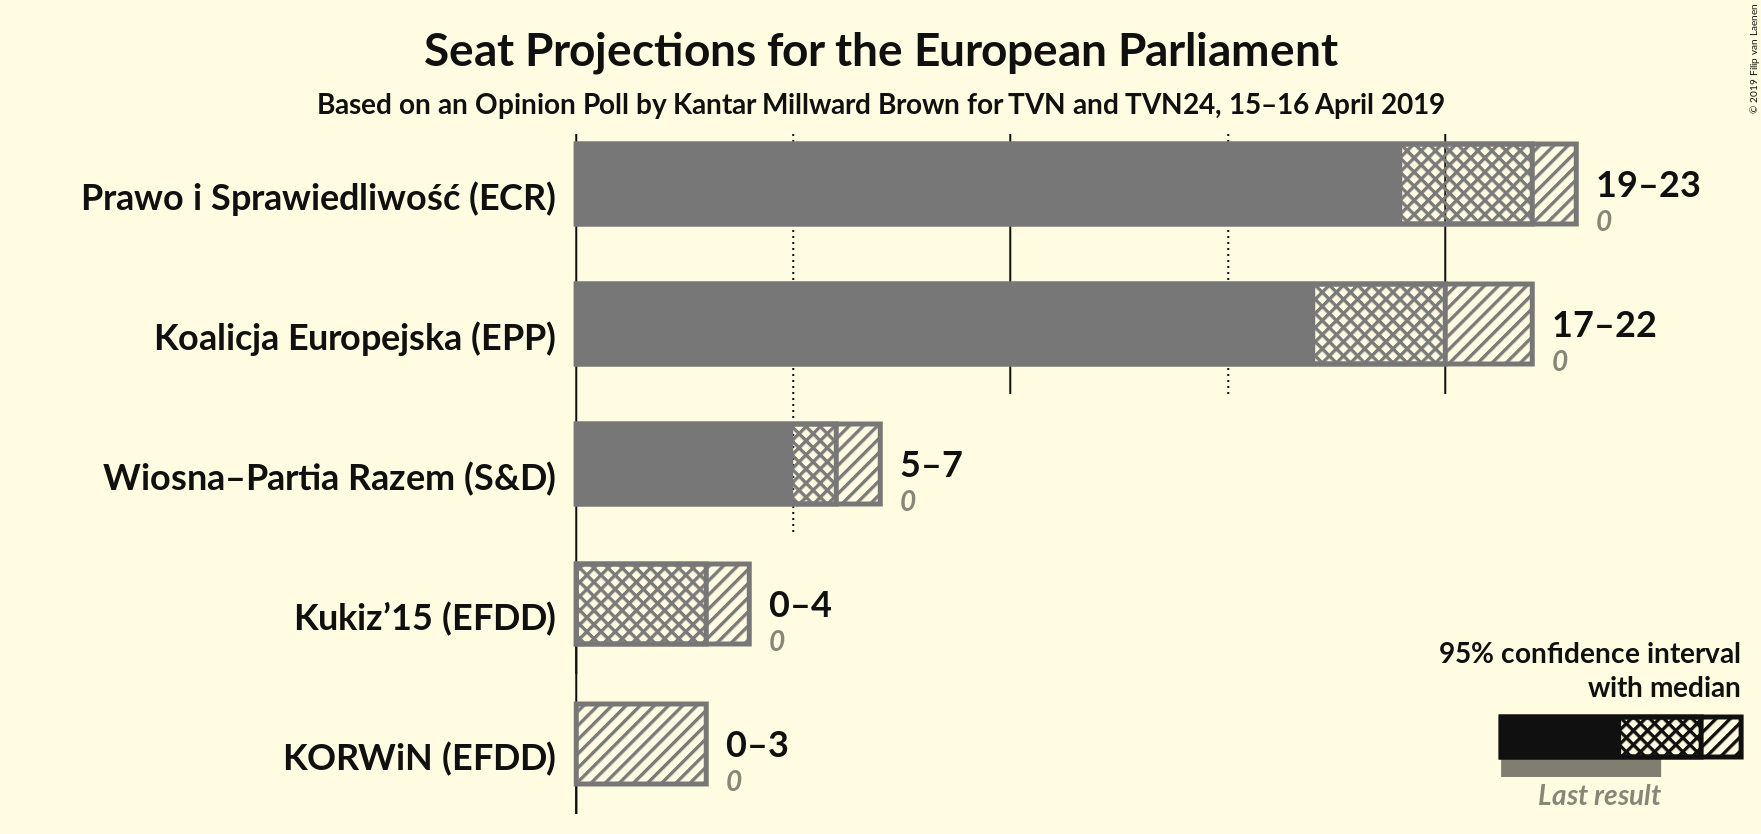 Seat Projections for the European Parliament
Based on an Opinion Poll by Kantar Millward Brown for TVN and TVN24, 15–16 April 2019
© 2019 Filip van Laenen
Prawo i Sprawiedliwość (ECR)
19–23
0
Koalicja Europejska (EPP)
17–22
0
Wiosna–Partia Razem (S&D)
5–7
0
Kukiz’15 (EFDD)
0–4
0
KORWiN (EFDD)
0–3
0
95% confidence interval
with median
Last result